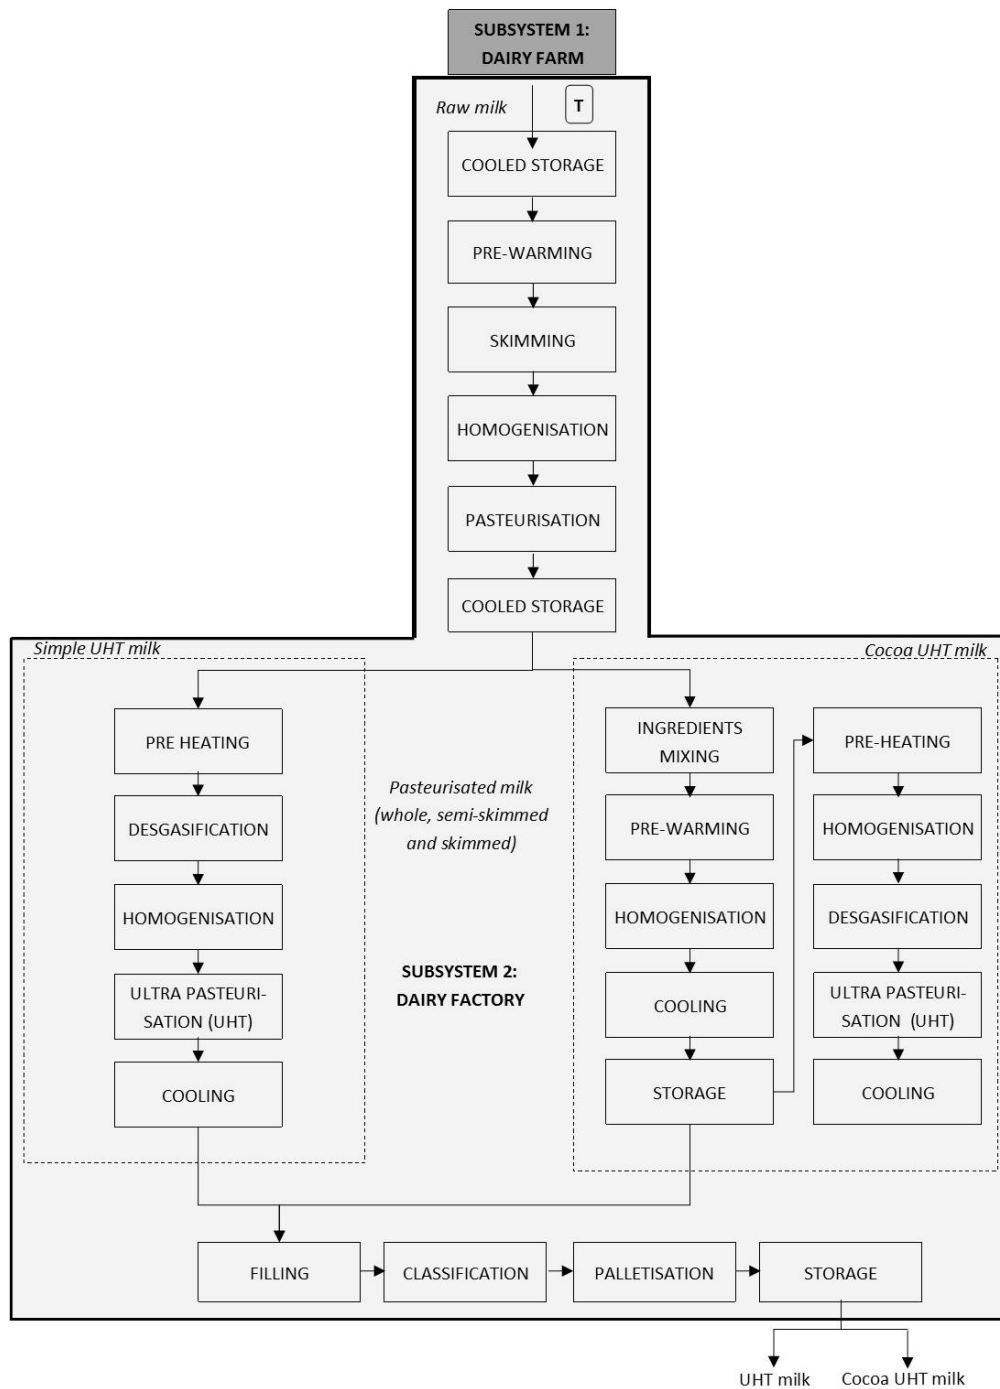 SUBSYSTEM 1:
DAIRY FARM
Raw milk
T
COOLED STORAGE
PRE-WARMING
SKIMMING
HOMOGENISATION
PASTEURISATION
COOLED STORAGE
Simple UHT milk
PRE HEATING
DESGASIFICATION
HOMOGENISATION
ULTRA PASTEURI-
SATION (UHT)
COOLING
Pasteurisated milk
(whole, semi-skimmed
and skimmed)
SUBSYSTEM 2:
DAIRY FACTORY
Cocoa UHT milk
INGREDIENTS
MIXING
PRE-WARMING
HOMOGENISATION
COOLING
STORAGE
PRE-HEATING
HOMOGENISATION
DESGASIFICATION
ULTRA PASTEURI-
SATION (UHT)
COOLING
FILLING
CLASSIFICATION
PALLETISATION
STORAGE
UHT milk
Cocoa UHT milk